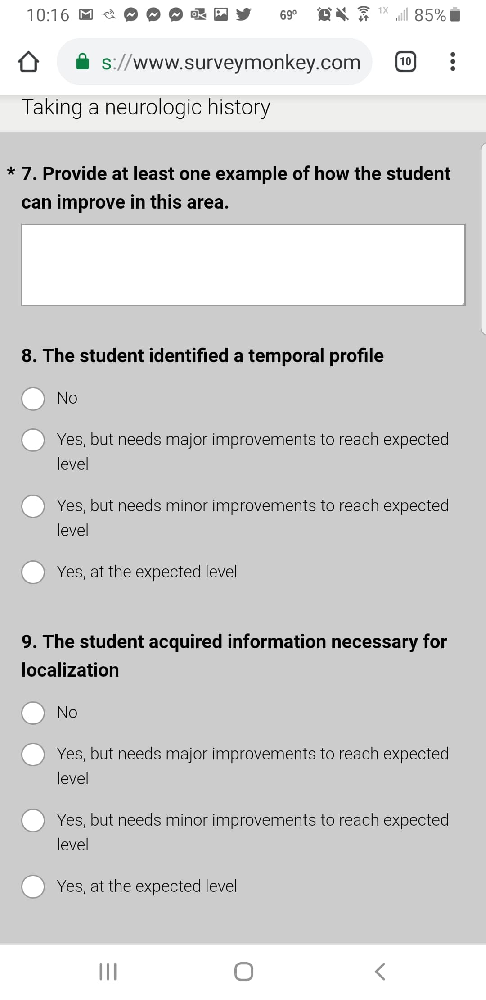 10:16 69° 1X 85%
s://www.surveymonkey.com 10
Taking a neurologic history
* 7. Provide at least one example of how the student
can improve in this area.
8. The student identified a temporal profile
No
Yes, but needs major improvements to reach expected
level
Yes, but needs minor improvements to reach expected
level
Yes, at the expected level
9. The student acquired information necessary for
localization
No
Yes, but needs major improvements to reach expected
level
Yes, but needs minor improvements to reach expected
level
Yes, at the expected level